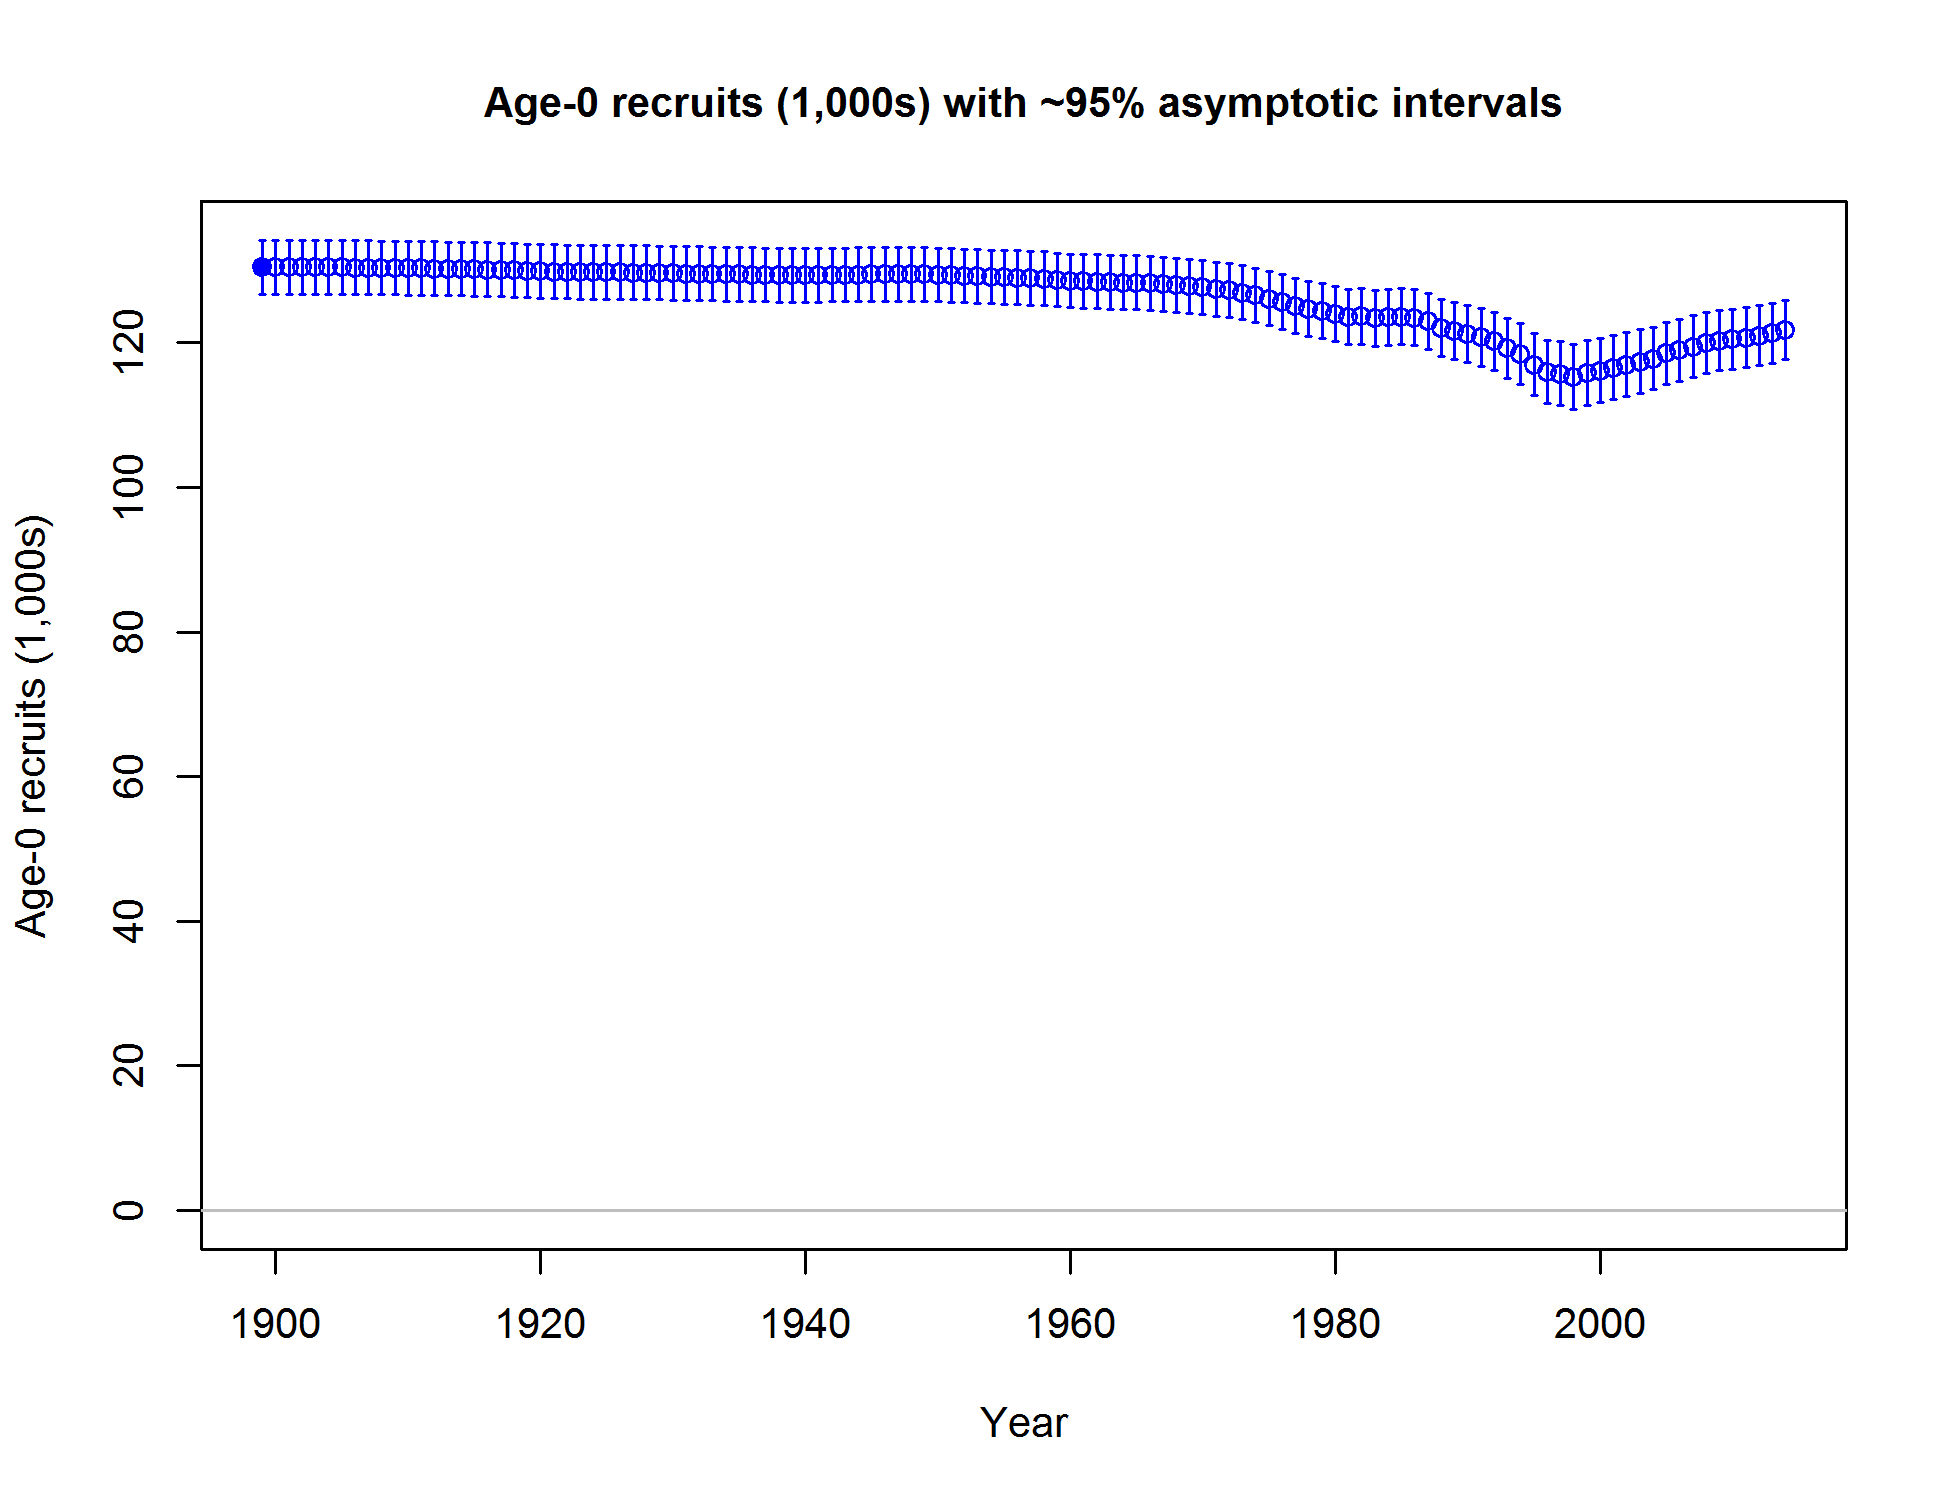 Age-0 recruits (1,000s) with ~95% asymptotic intervals
Age-0 recruits (1,000s)
120
100
80
60
40
20
0
1900 1920 1940 1960 1980 2000
Year